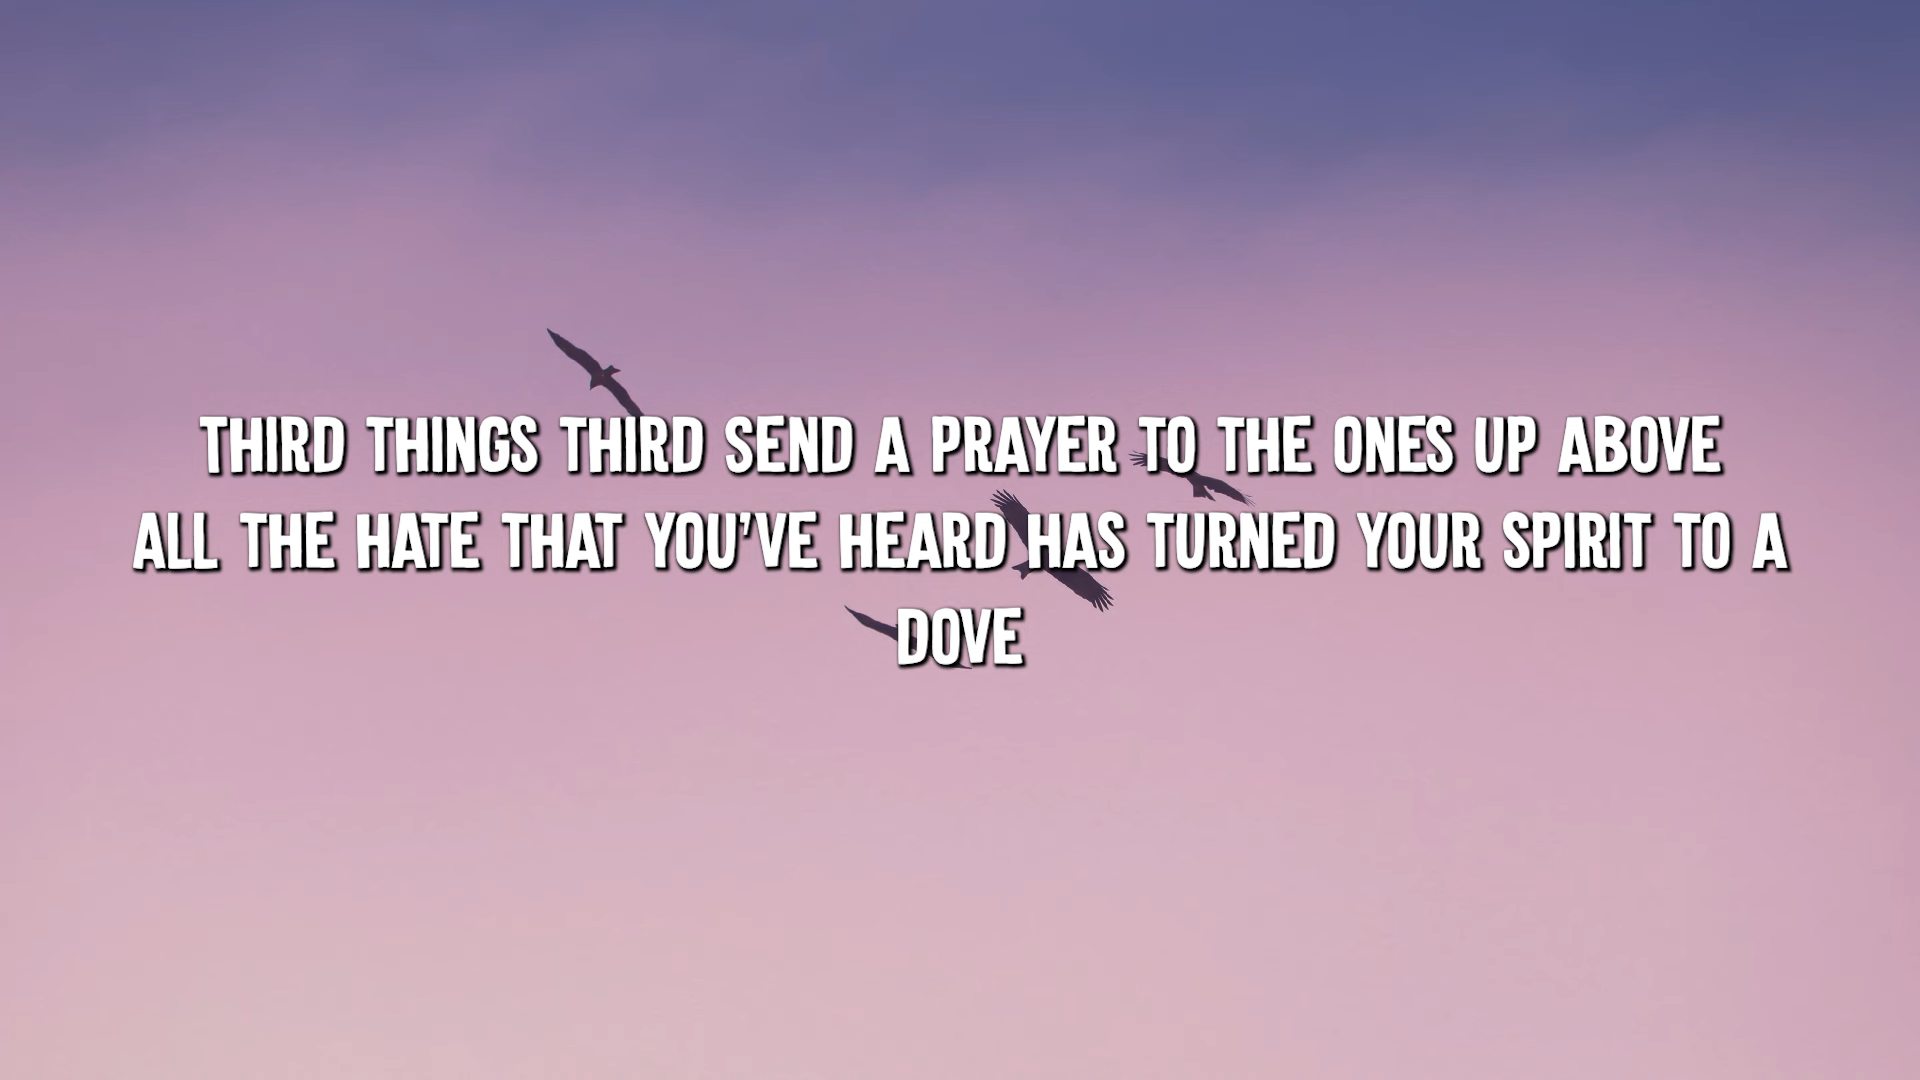 THIRD THINGS THIRD SEND A PRAYER TO THE ONES UP ABOVE
ALL THE HATE THAT YOU'VE HEARD HAS TURNED YOUR SPIRIT TO A
DOVE